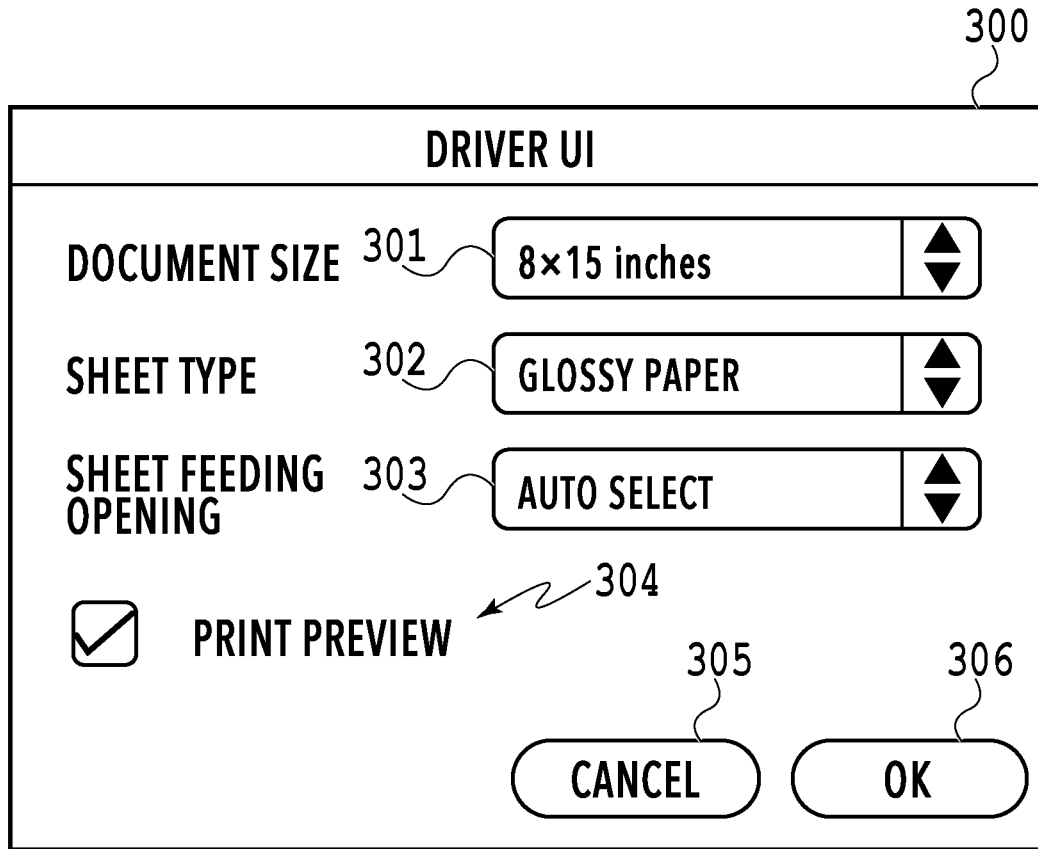 300
DRIVER UI
DOCUMENT SIZE 301 8×15 inches
SHEET TYPE 302 GLOSSY PAPER
SHEET FEEDING
OPENING 303 AUTO SELECT
304
PRINT PREVIEW
305 306
CANCEL OK